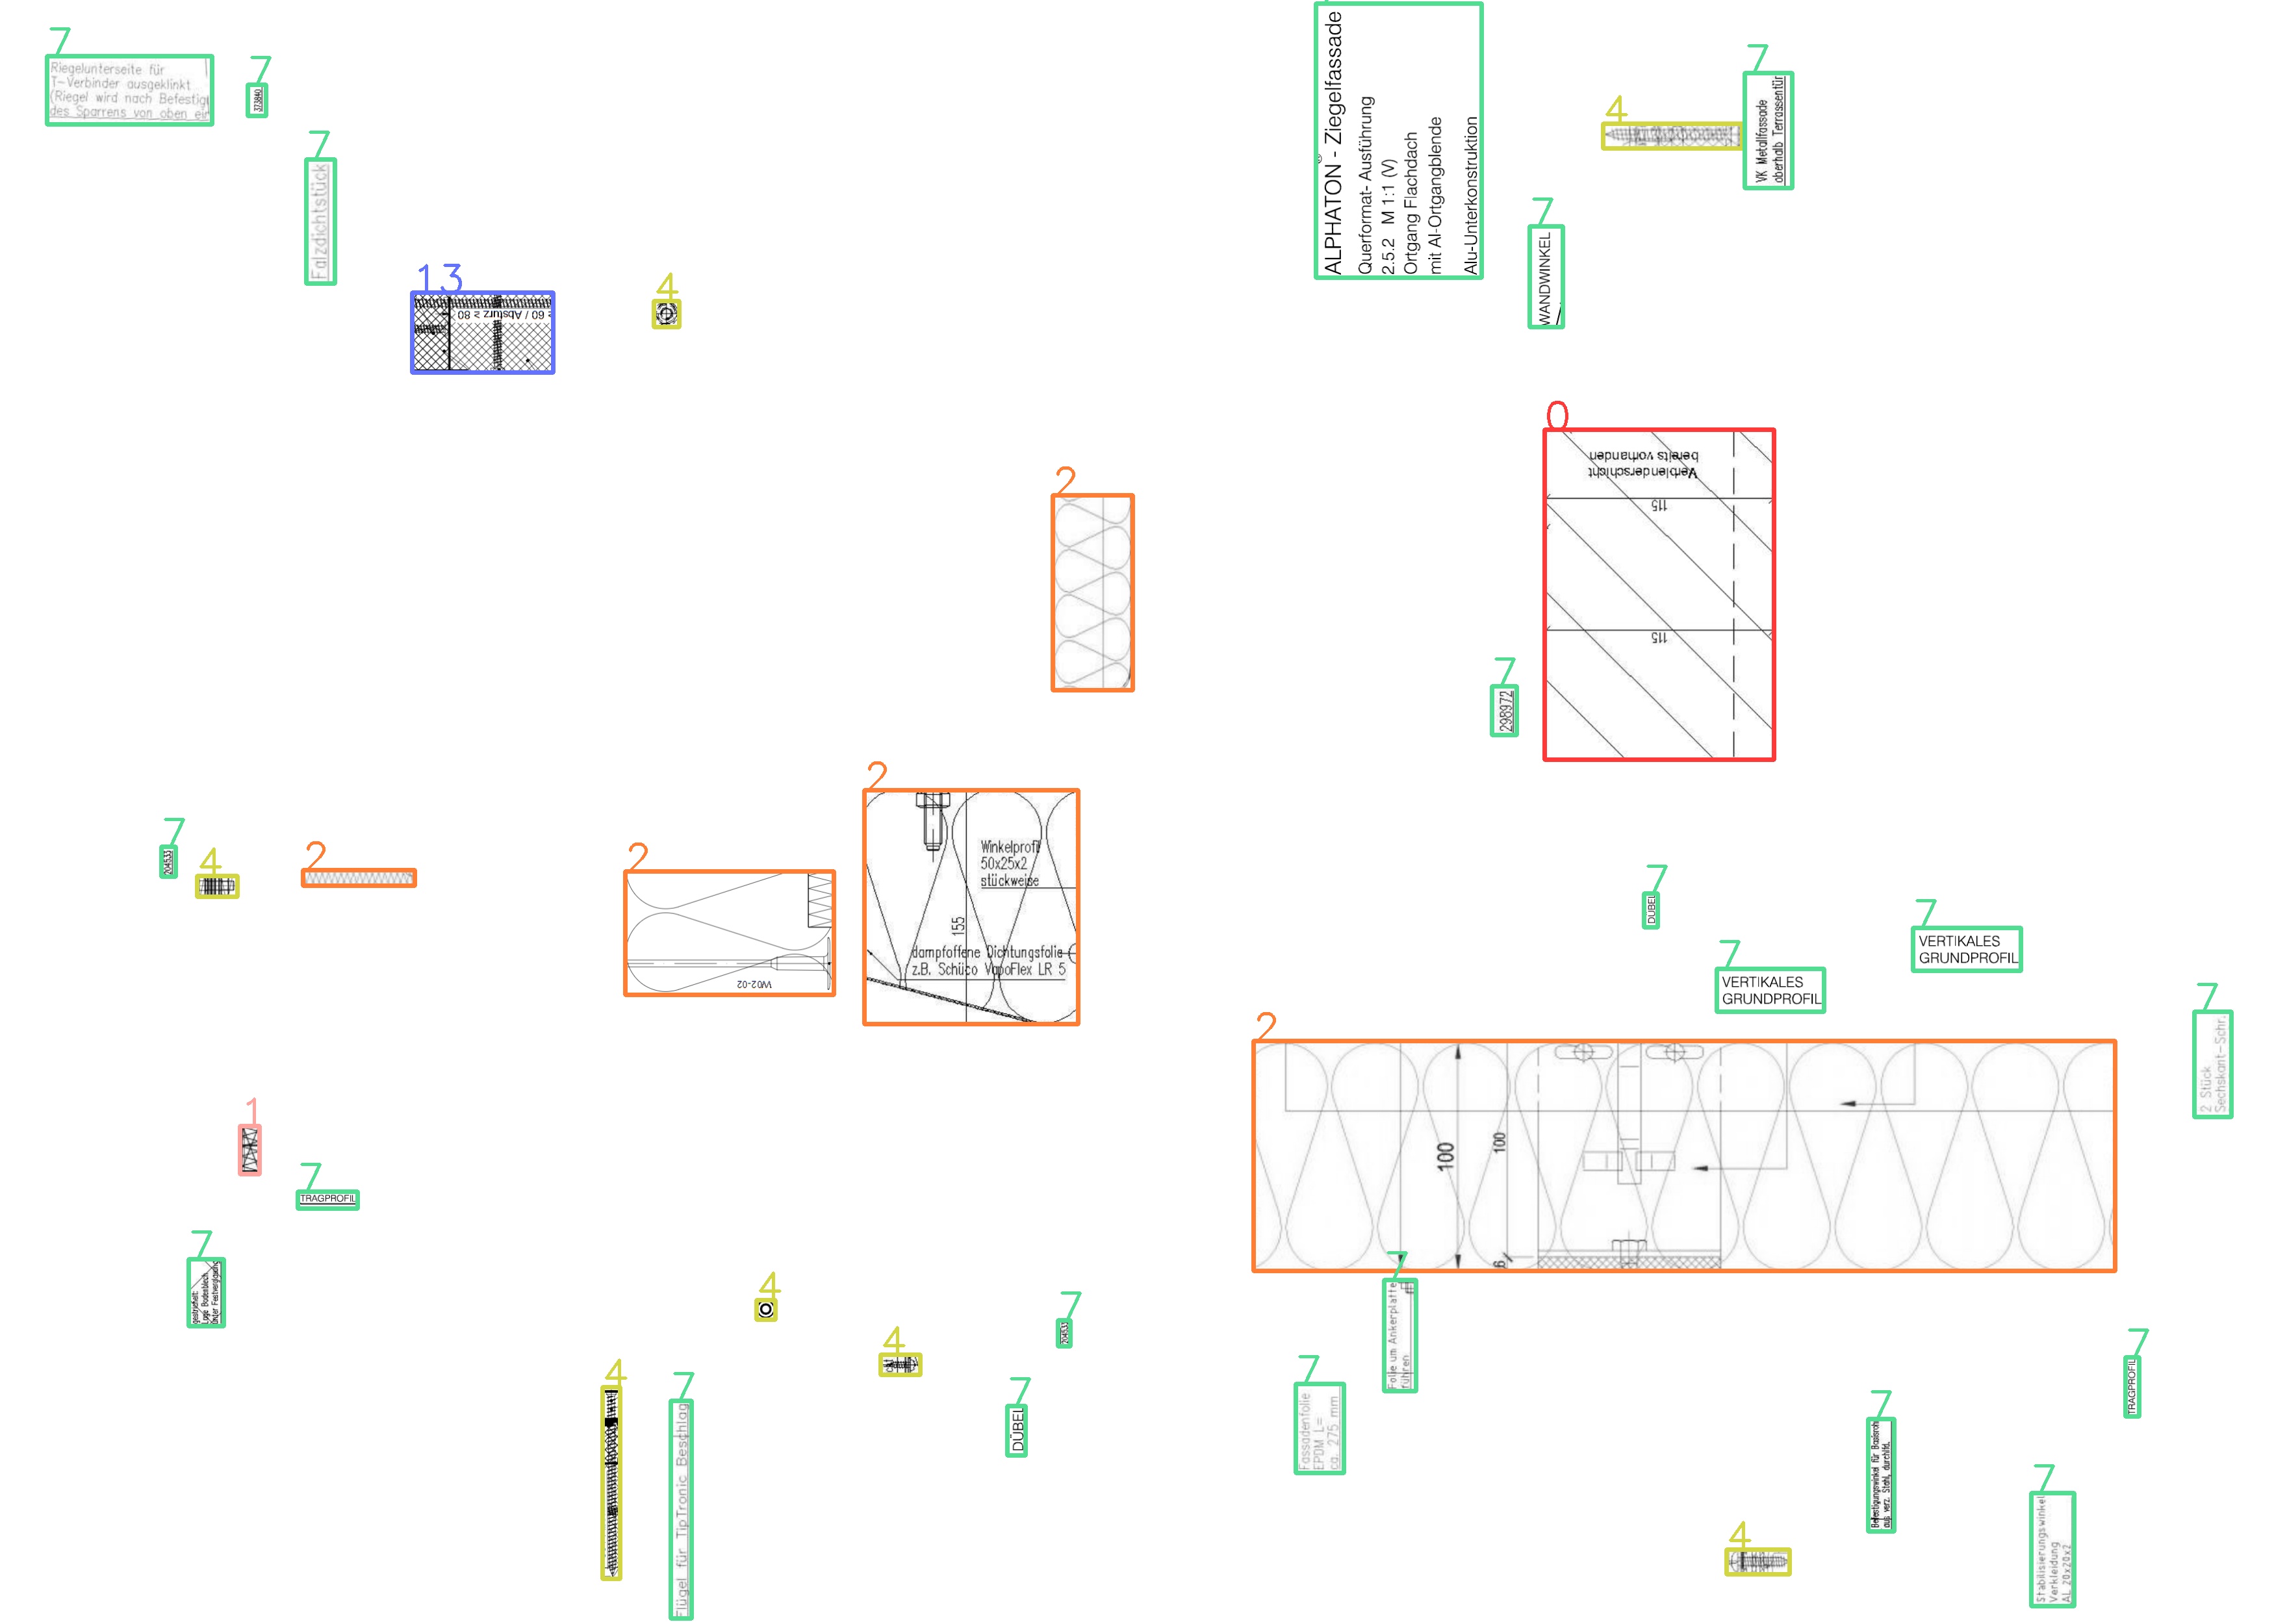 7
Riegelunterseite für
T-Verbinder ausgeklinkt
(Riegel wird nach Befestig
des Sparrens von oben ein
7
373840
7
Falzdichtstück
13
≥ 60 / Absturz ≥ 80
4
7
ALPHATON® - Ziegelfassade
Querformat- Ausführung
2.5.2 M 1:1 (V)
Ortgang Flachdach
mit Al-Ortgangblende
Alu-Unterkonstruktion
4
7
VK Metallfassade
oberhalb Terrassentür
7
WANDWINKEL
0
Verblenderschicht
bereits vorhanden
115
115
2
7
298972
7
204533
4
2
2
W02-02
2
Winkelprofil
50x25x2
stückweise
155
dampfoffene Dichtungsfolie
z.B. Schüco VapoFlex LR 5
7
DÜBEL
7
VERTIKALES
GRUNDPROFIL
7
VERTIKALES
GRUNDPROFIL
7
2 Stück
Sechskant-Schr.
2
100
100
6
1
7
TRAGPROFIL
7
gestrichelt:
Lage Bodenblech
unter Festverglasung
4
4
7
204533
4
7
Flügel für TipTronic Beschlag
7
DÜBEL
7
Folie um Ankerplatte
führen
7
Fassadenfolie
EPDM L=
ca. 275 mm
7
TRAGPROFIL
7
Befestigungswinkel für Basisroh
aus verz. Stahl, durchlfd.
4
7
Stabilisierungswinkel
Verkleidung
AL 20x20x2